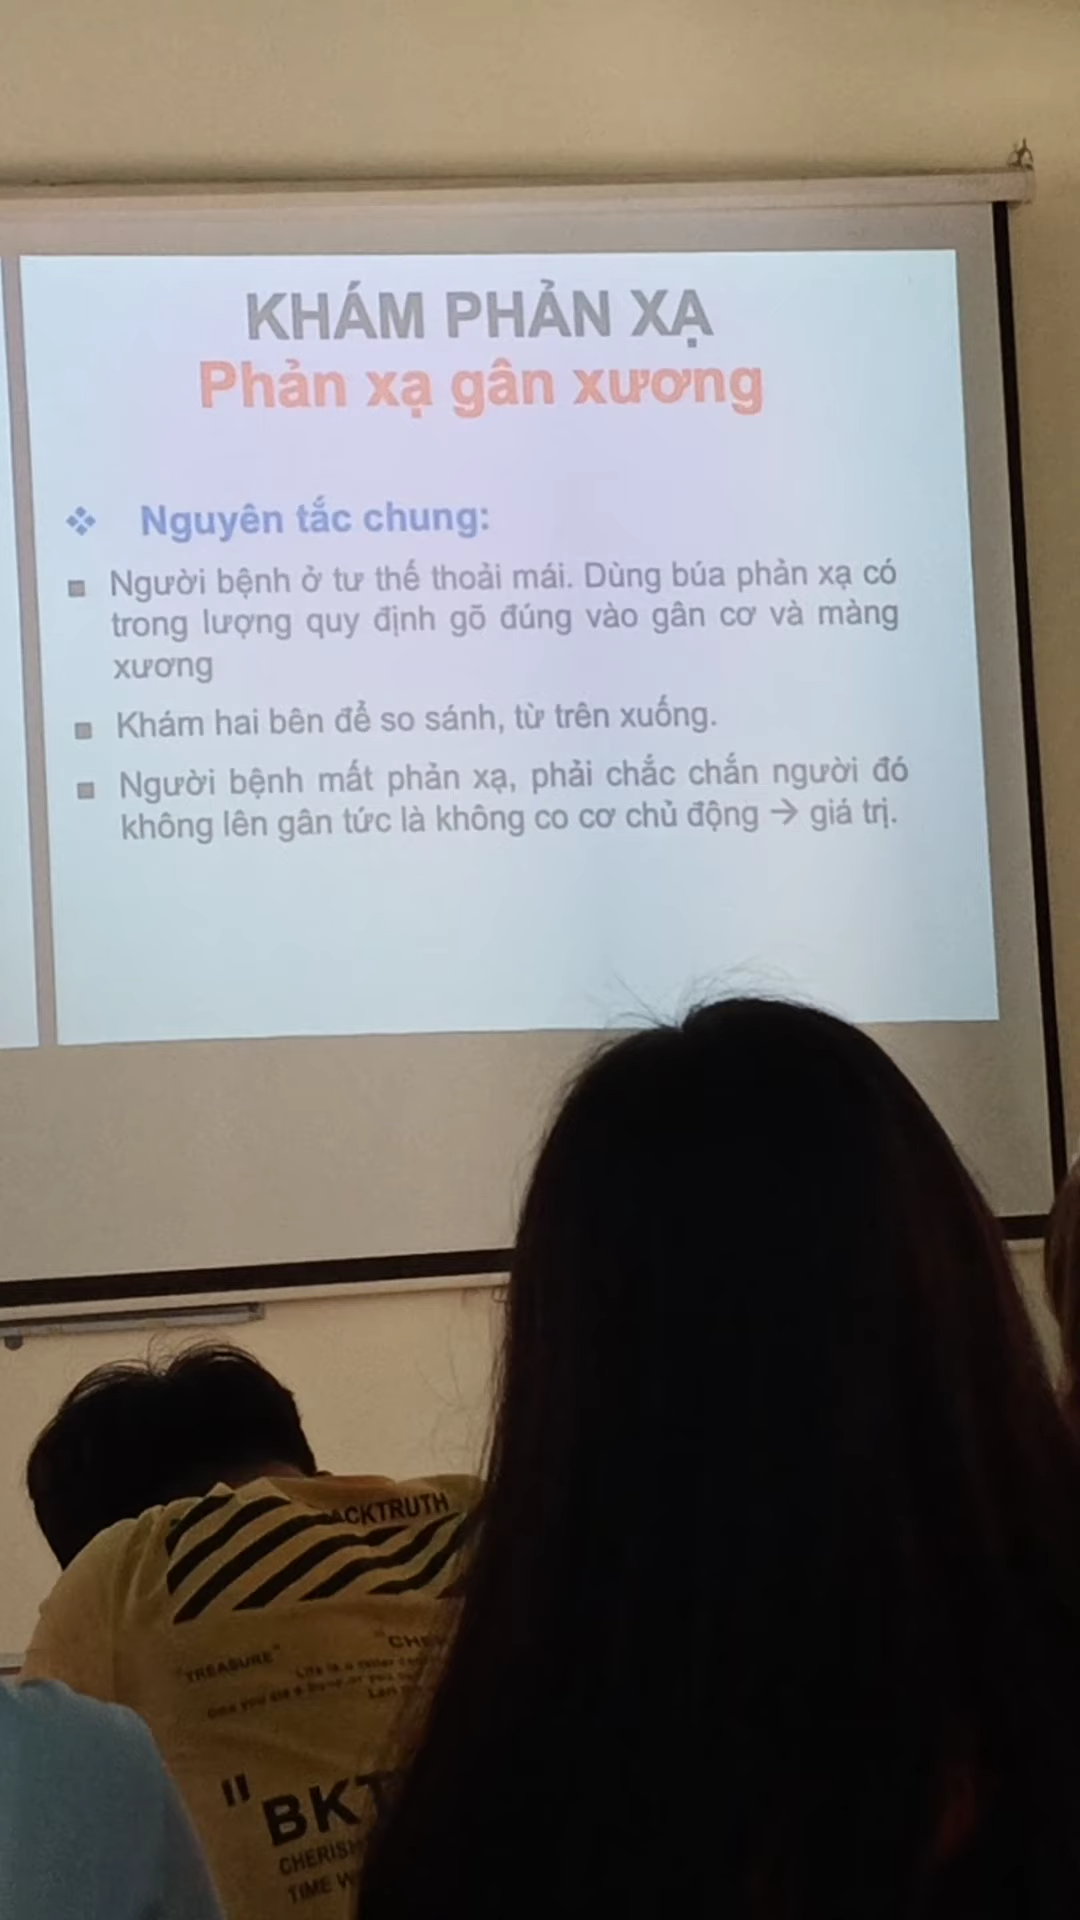 KHÁM PHẢN XẠ
Phản xạ gân xương
❖ Nguyên tắc chung:
▪ Người bệnh ở tư thế thoải mái. Dùng búa phản xạ có
trong lượng quy định gõ đúng vào gân cơ và màng
xương
▪ Khám hai bên để so sánh, từ trên xuống.
▪ Người bệnh mất phản xạ, phải chắc chắn người đó
không lên gân tức là không co cơ chủ động → giá trị.
ACKTRUTH
"TREASURE"
"CHE
Life is a
"BKT
CHERISH
TIME W